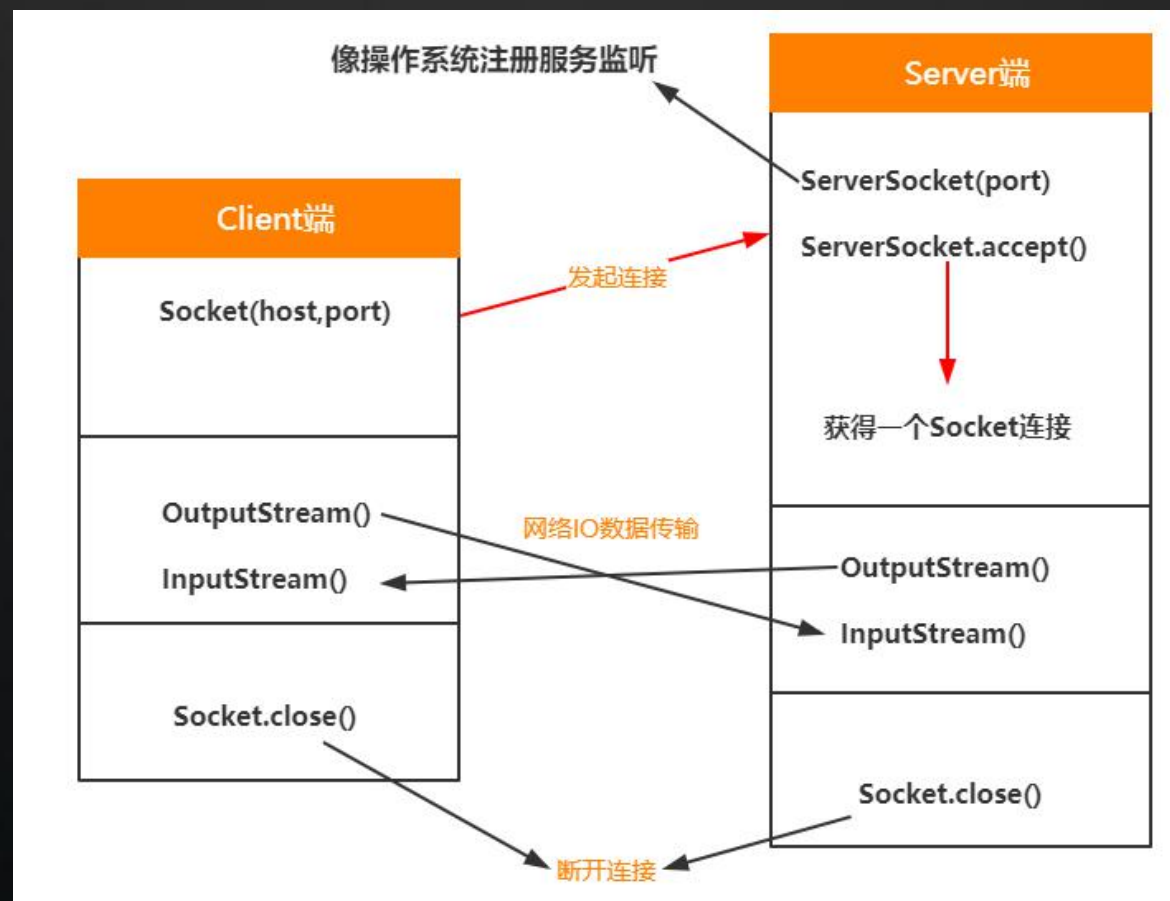 像操作系统注册服务监听
Server端
ServerSocket(port)
Client端
ServerSocket.accept()
发起连接
Socket(host,port)
获得一个Socket连接
OutputStream()
网络IO数据传输
InputStream()
OutputStream()
InputStream()
Socket.close()
Socket.close()
断开连接